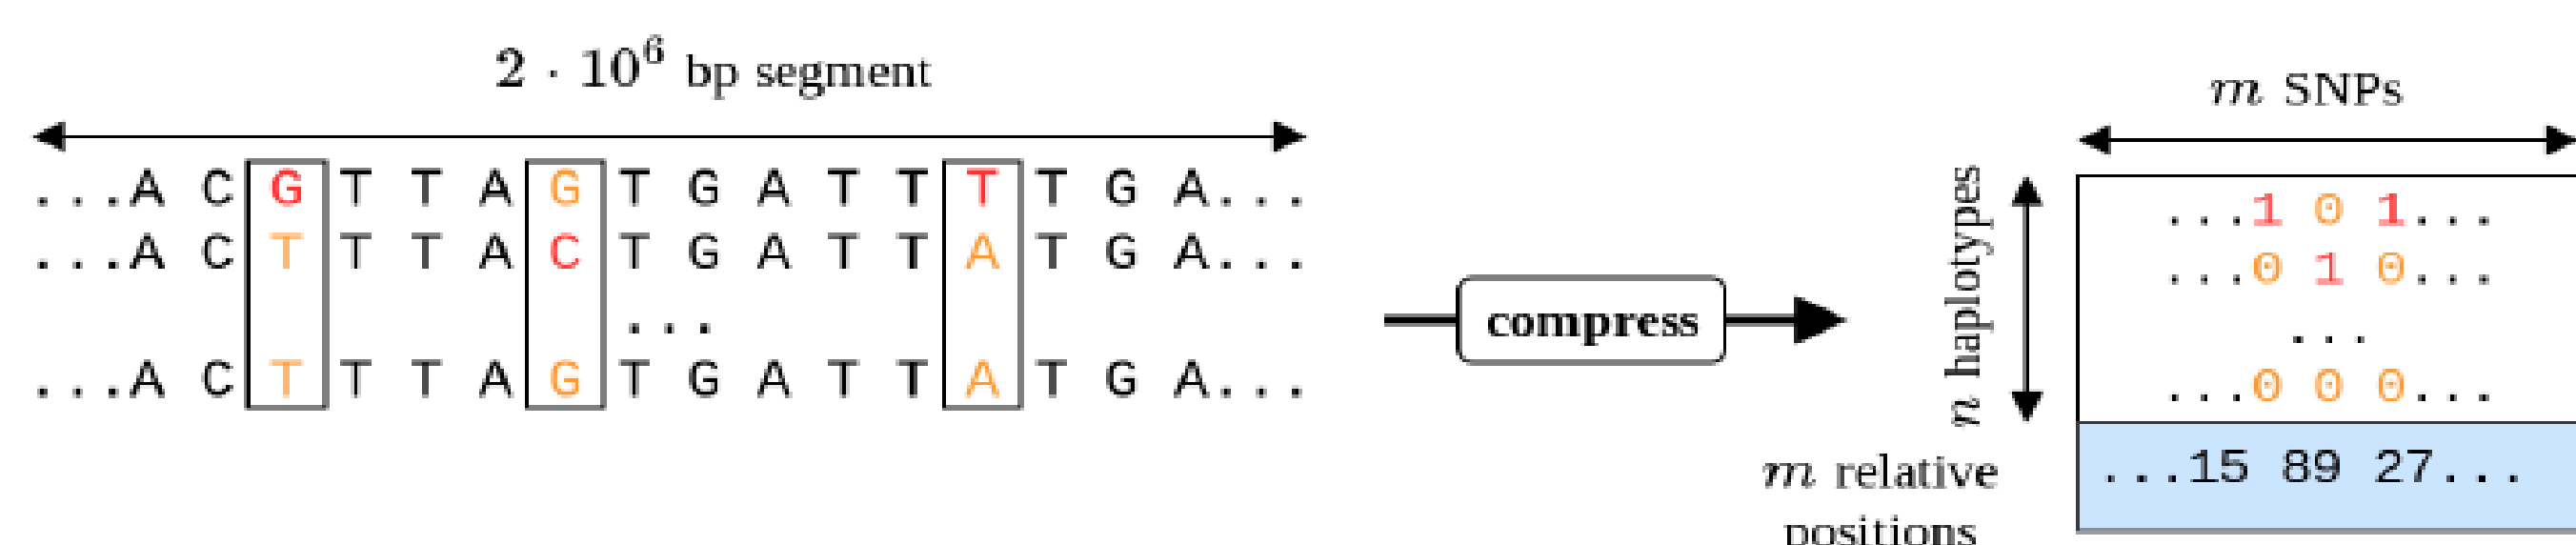 2 · 10⁶ bp segment
...A C G T T A G T G A T T T T G A...
...A C T T T A C T G A T T A T G A...
...
...A C T T T A G T G A T T A T G A...
compress
m SNPs
n haplotypes
...1 0 1...
...0 1 0...
...
...0 0 0...
m relative
positions
...15 89 27...